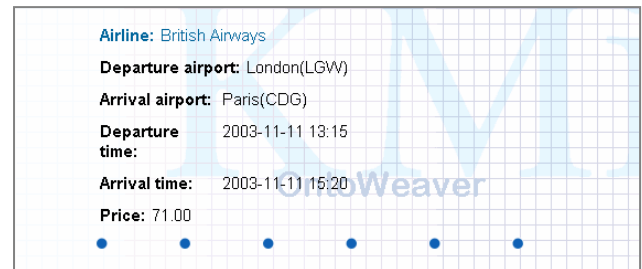 Airline: British Airways
Departure airport: London(LGW)
Arrival airport: Paris(CDG)
Departure time: 2003-11-11 13:15
Arrival time: 2003-11-11 15:20
OntoWeaver
Price: 71.00
KMi